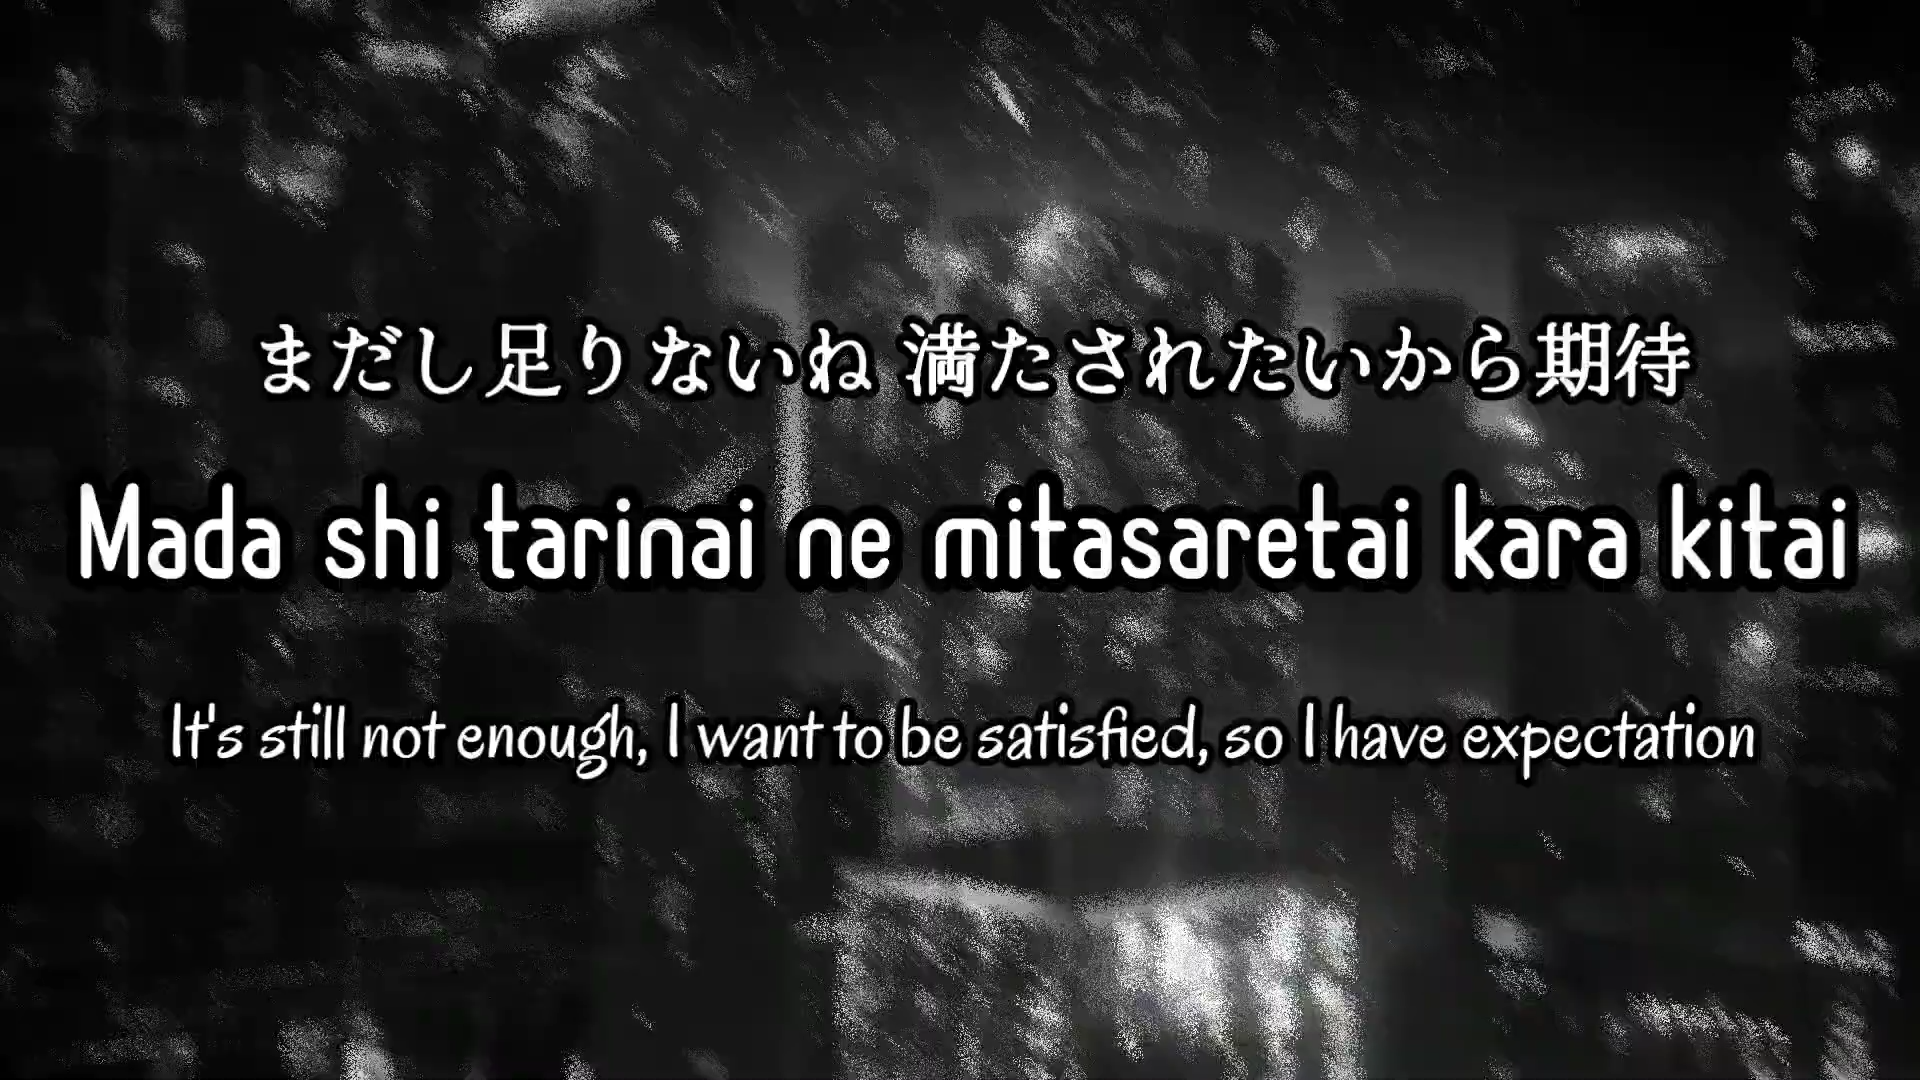 まだし足りないね 満たされたいから期待
Mada shi tarinai ne mitasaretai kara kitai
It's still not enough, I want to be satisfied, so I have expectation